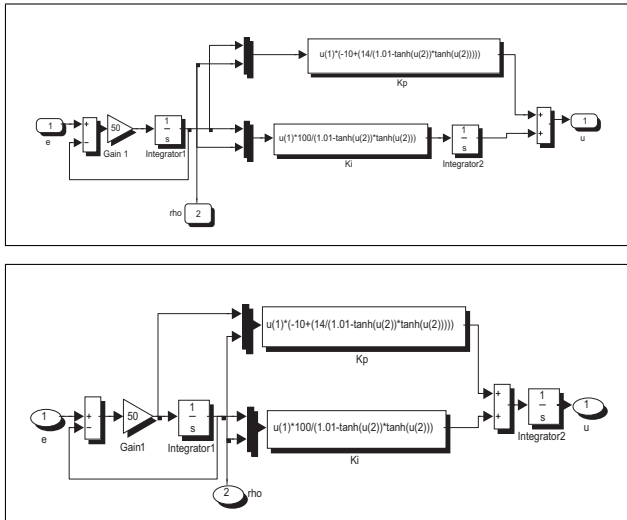 u(1)*(-10+(14/(1.01-tanh(u(2))*tanh(u(2)))))
Kp
1
e
+
−
50
Gain 1
1
s
Integrator1
u(1)*100/(1.01-tanh(u(2))*tanh(u(2)))
Ki
1
s
Integrator2
+
+
1
u
rho
2
u(1)*(-10+(14/(1.01-tanh(u(2))*tanh(u(2)))))
Kp
1
e
+
−
50
Gain1
1
s
Integrator1
u(1)*100/(1.01-tanh(u(2))*tanh(u(2)))
Ki
+
+
1
s
Integrator2
1
u
2
rho